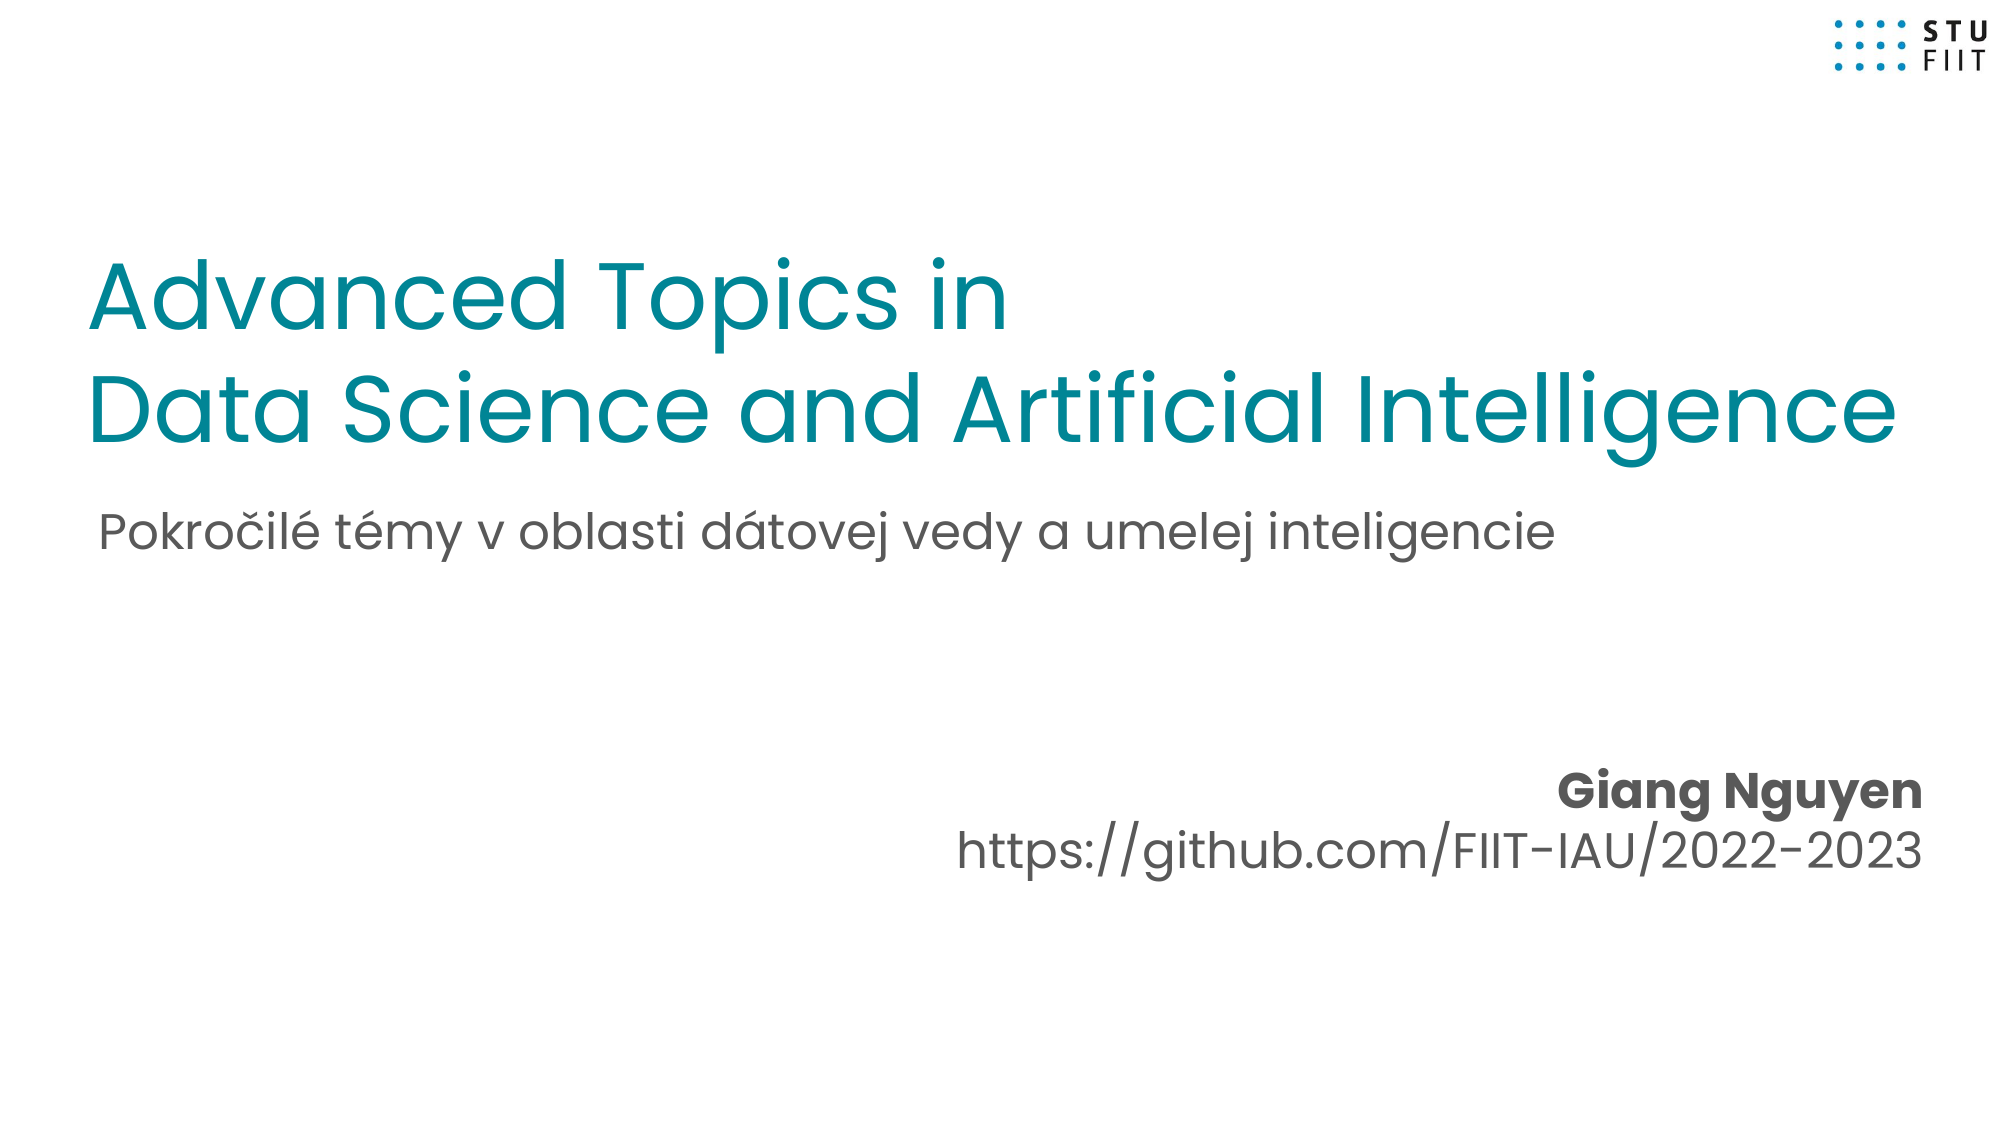 STU
FIIT
Advanced Topics in
Data Science and Artificial Intelligence
Pokročilé témy v oblasti dátovej vedy a umelej inteligencie
Giang Nguyen
https://github.com/FIIT-IAU/2022-2023